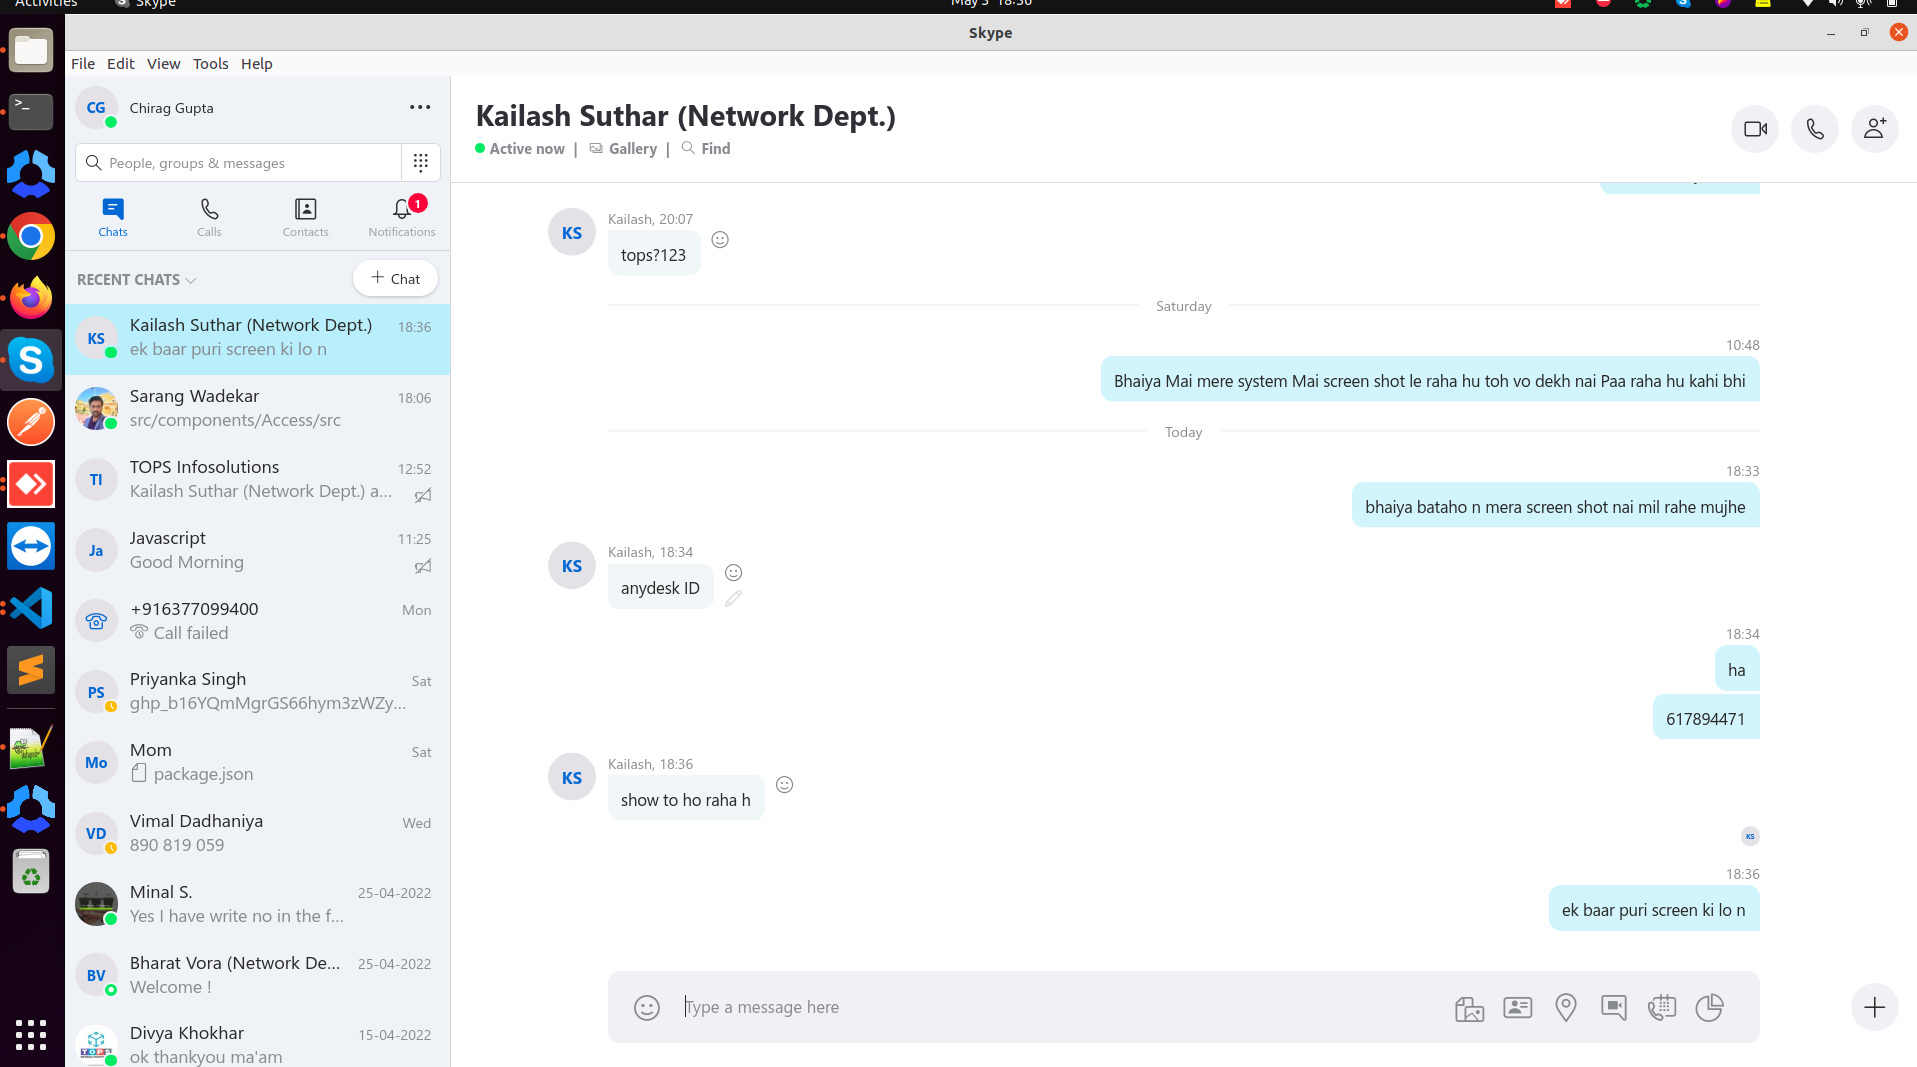 Activities Skype May 3 18:36
Skype
File Edit View Tools Help
CG Chirag Gupta
People, groups & messages
1
Chats Calls Contacts Notifications
RECENT CHATS Chat
KS Kailash Suthar (Network Dept.) 18:36
ek baar puri screen ki lo n
Sarang Wadekar 18:06
src/components/Access/src
TI TOPS Infosolutions 12:52
Kailash Suthar (Network Dept.) a...
Ja Javascript 11:25
Good Morning
+916377099400 Mon
Call failed
PS Priyanka Singh Sat
ghp_b16YQmMgrGS66hym3zWZy...
Mo Mom Sat
package.json
VD Vimal Dadhaniya Wed
890 819 059
Minal S. 25-04-2022
Yes I have write no in the f...
BV Bharat Vora (Network De... 25-04-2022
Welcome !
TOPS Divya Khokhar 15-04-2022
ok thankyou ma'am
Kailash Suthar (Network Dept.)
Active now | Gallery | Find
Kailash, 20:07
KS tops?123
Saturday
10:48
Bhaiya Mai mere system Mai screen shot le raha hu toh vo dekh nai Paa raha hu kahi bhi
Today
18:33
bhaiya bataho n mera screen shot nai mil rahe mujhe
Kailash, 18:34
KS anydesk ID
18:34
ha
617894471
Kailash, 18:36
KS show to ho raha h
KS
18:36
ek baar puri screen ki lo n
Type a message here